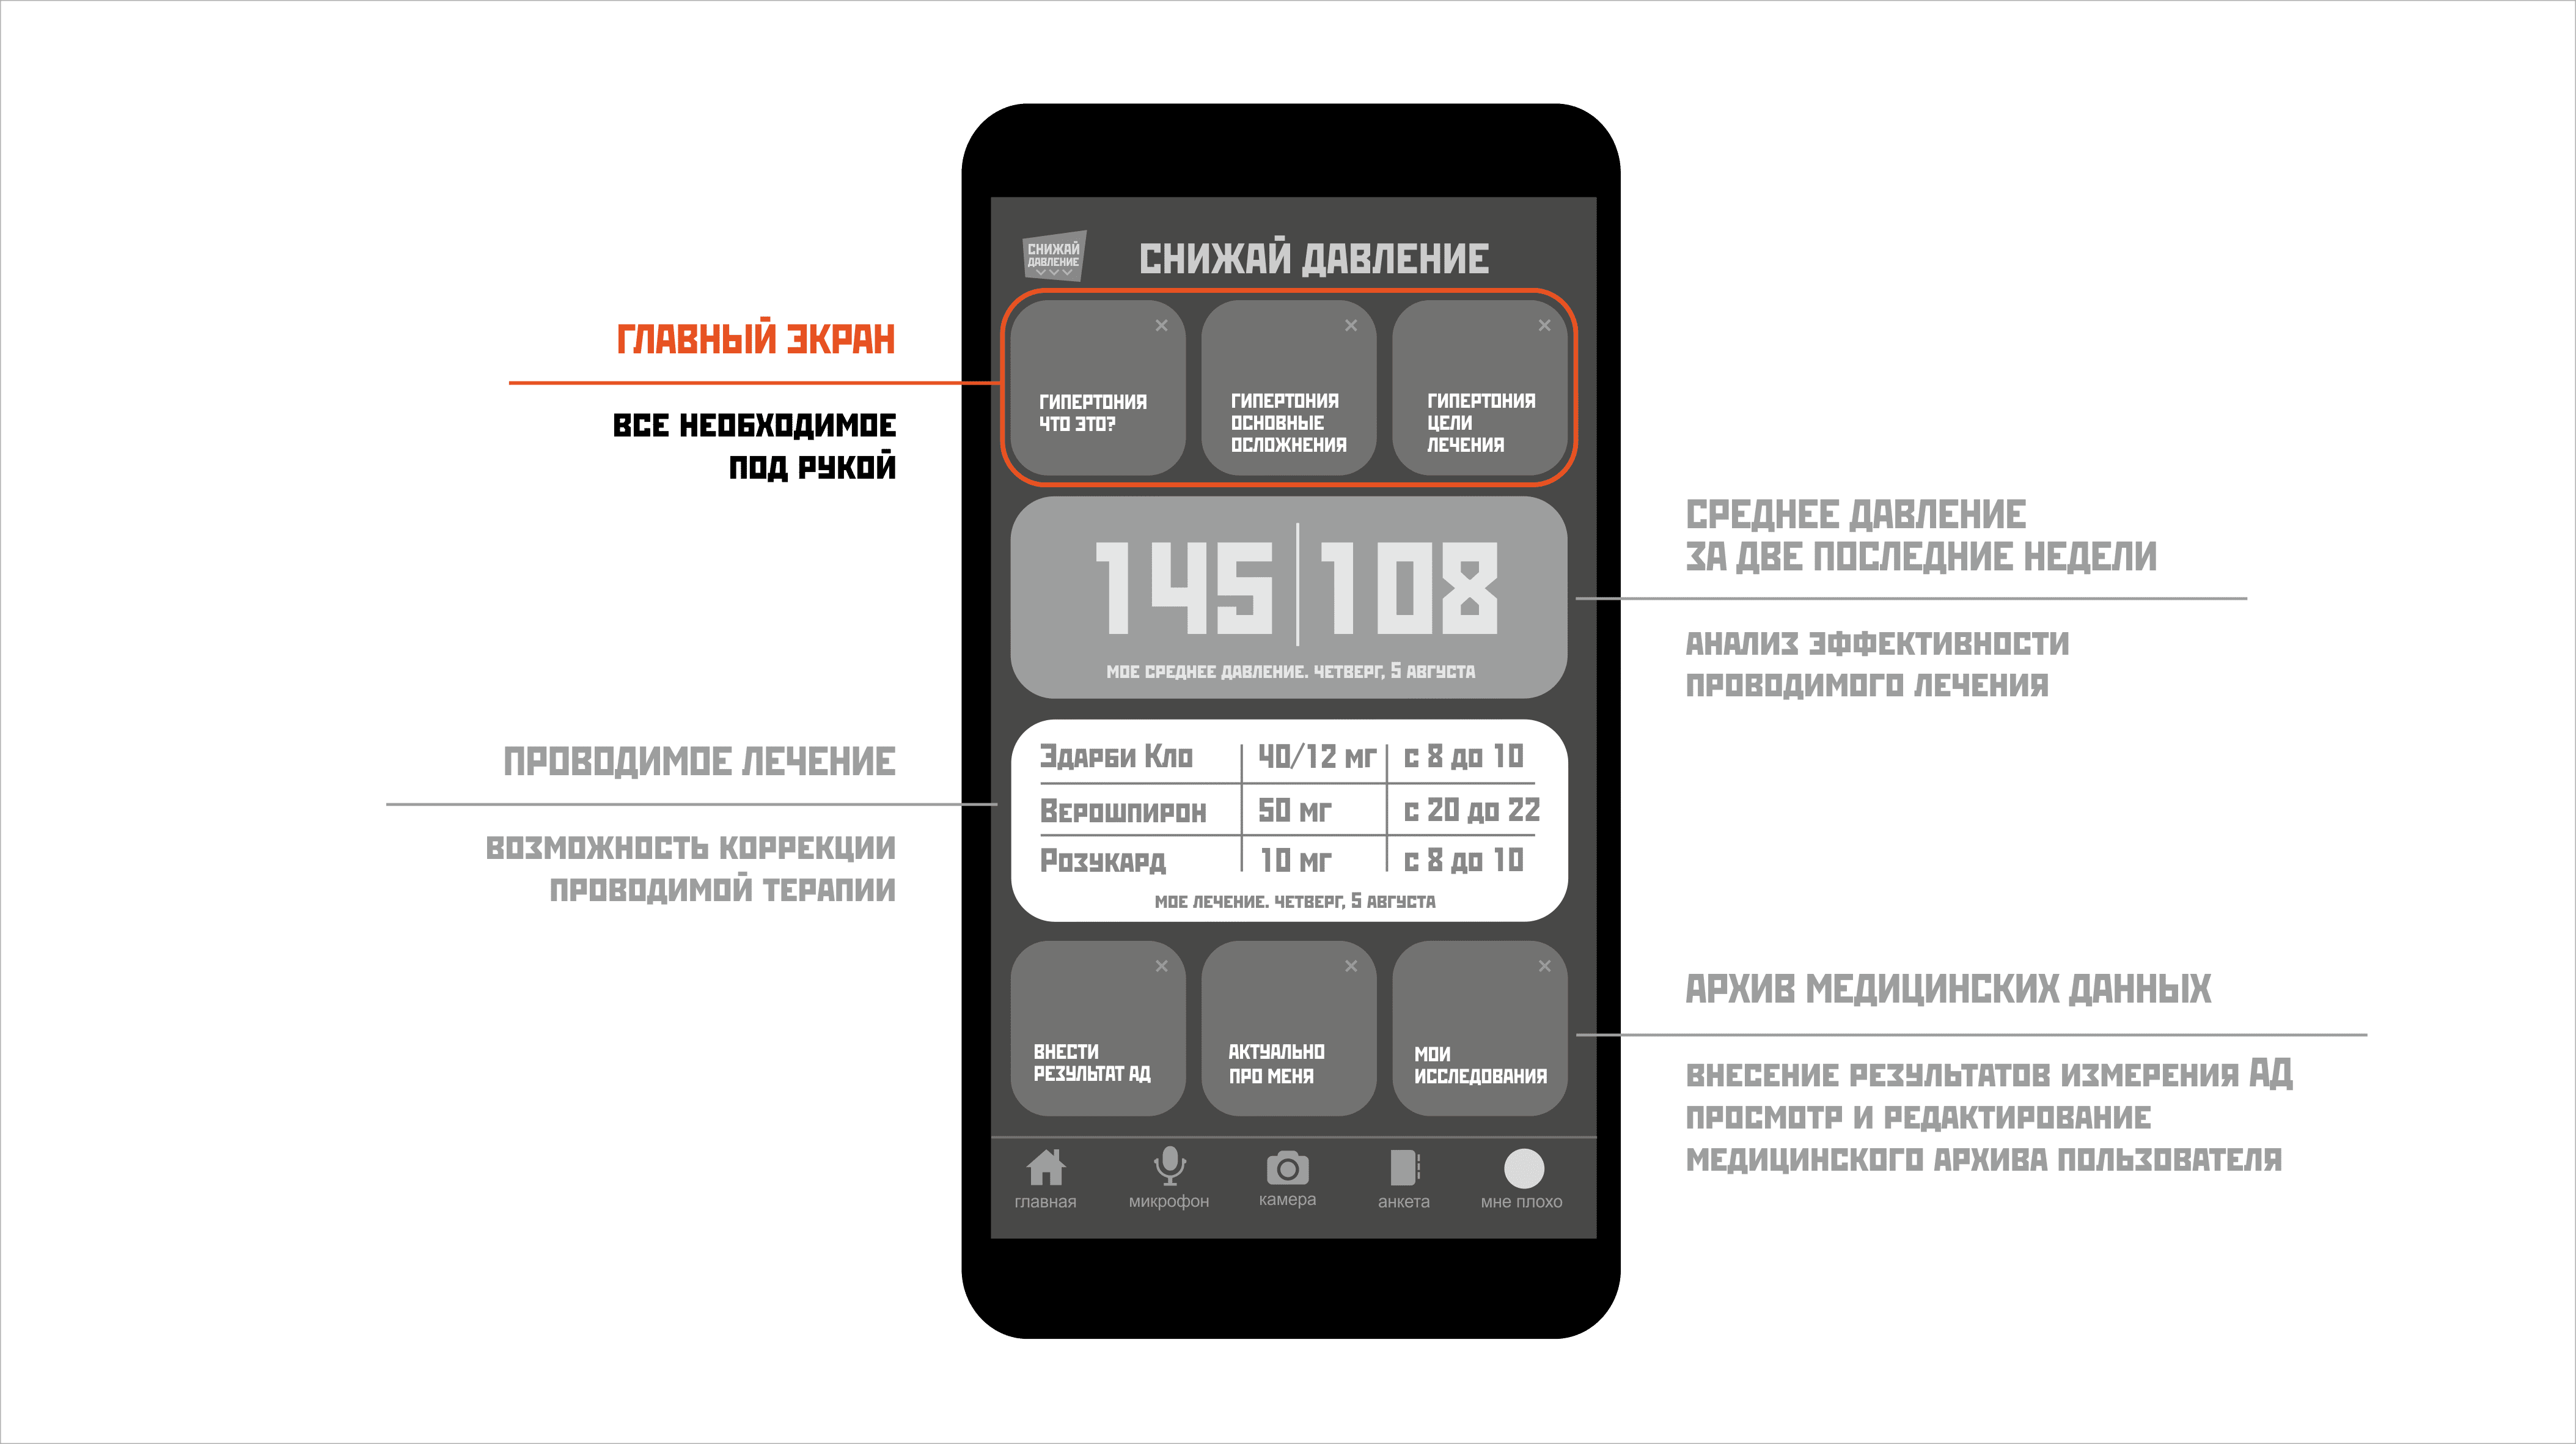 СНИЖАЙ
ДАВЛЕНИЕ
СНИЖАЙ ДАВЛЕНИЕ
ГЛАВНЫЙ ЭКРАН
ВСЕ НЕОБХОДИМОЕ
ПОД РУКОЙ
ГИПЕРТОНИЯ
ЧТО ЭТО?
ГИПЕРТОНИЯ
ОСНОВНЫЕ
ОСЛОЖНЕНИЯ
ГИПЕРТОНИЯ
ЦЕЛИ
ЛЕЧЕНИЯ
145|108
МОЕ СРЕДНЕЕ ДАВЛЕНИЕ. ЧЕТВЕРГ, 5 АВГУСТА
СРЕДНЕЕ ДАВЛЕНИЕ
ЗА ДВЕ ПОСЛЕДНИЕ НЕДЕЛИ
АНАЛИЗ ЭФФЕКТИВНОСТИ
ПРОВОДИМОГО ЛЕЧЕНИЯ
ПРОВОДИМОЕ ЛЕЧЕНИЕ
ВОЗМОЖНОСТЬ КОРРЕКЦИИ
ПРОВОДИМОЙ ТЕРАПИИ
Эдарби Кло 40/12 мг с 8 до 10
Верошпирон 50 мг с 20 до 22
Розукард 10 мг с 8 до 10
МОЕ ЛЕЧЕНИЕ. ЧЕТВЕРГ, 5 АВГУСТА
ВНЕСТИ
РЕЗУЛЬТАТ АД
АКТУАЛЬНО
ПРО МЕНЯ
МОИ
ИССЛЕДОВАНИЯ
АРХИВ МЕДИЦИНСКИХ ДАННЫХ
ВНЕСЕНИЕ РЕЗУЛЬТАТОВ ИЗМЕРЕНИЯ АД
ПРОСМОТР И РЕДАКТИРОВАНИЕ
МЕДИЦИНСКОГО АРХИВА ПОЛЬЗОВАТЕЛЯ
главная
микрофон
камера
анкета
мне плохо